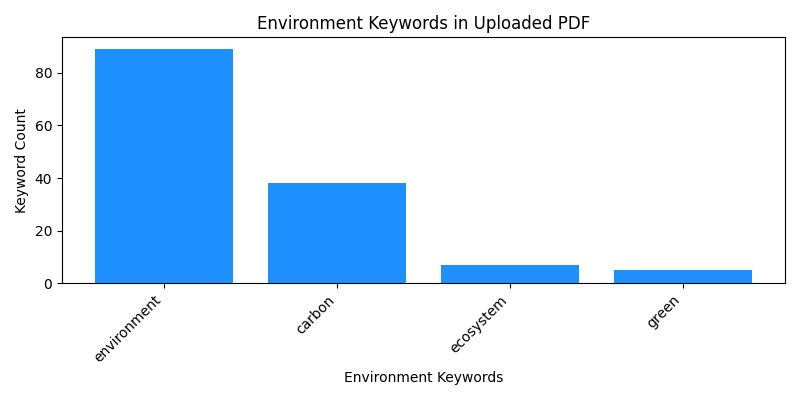 Environment Keywords in Uploaded PDF
Keyword Count
80
60
40
20
0
environment
carbon
ecosystem
green
Environment Keywords